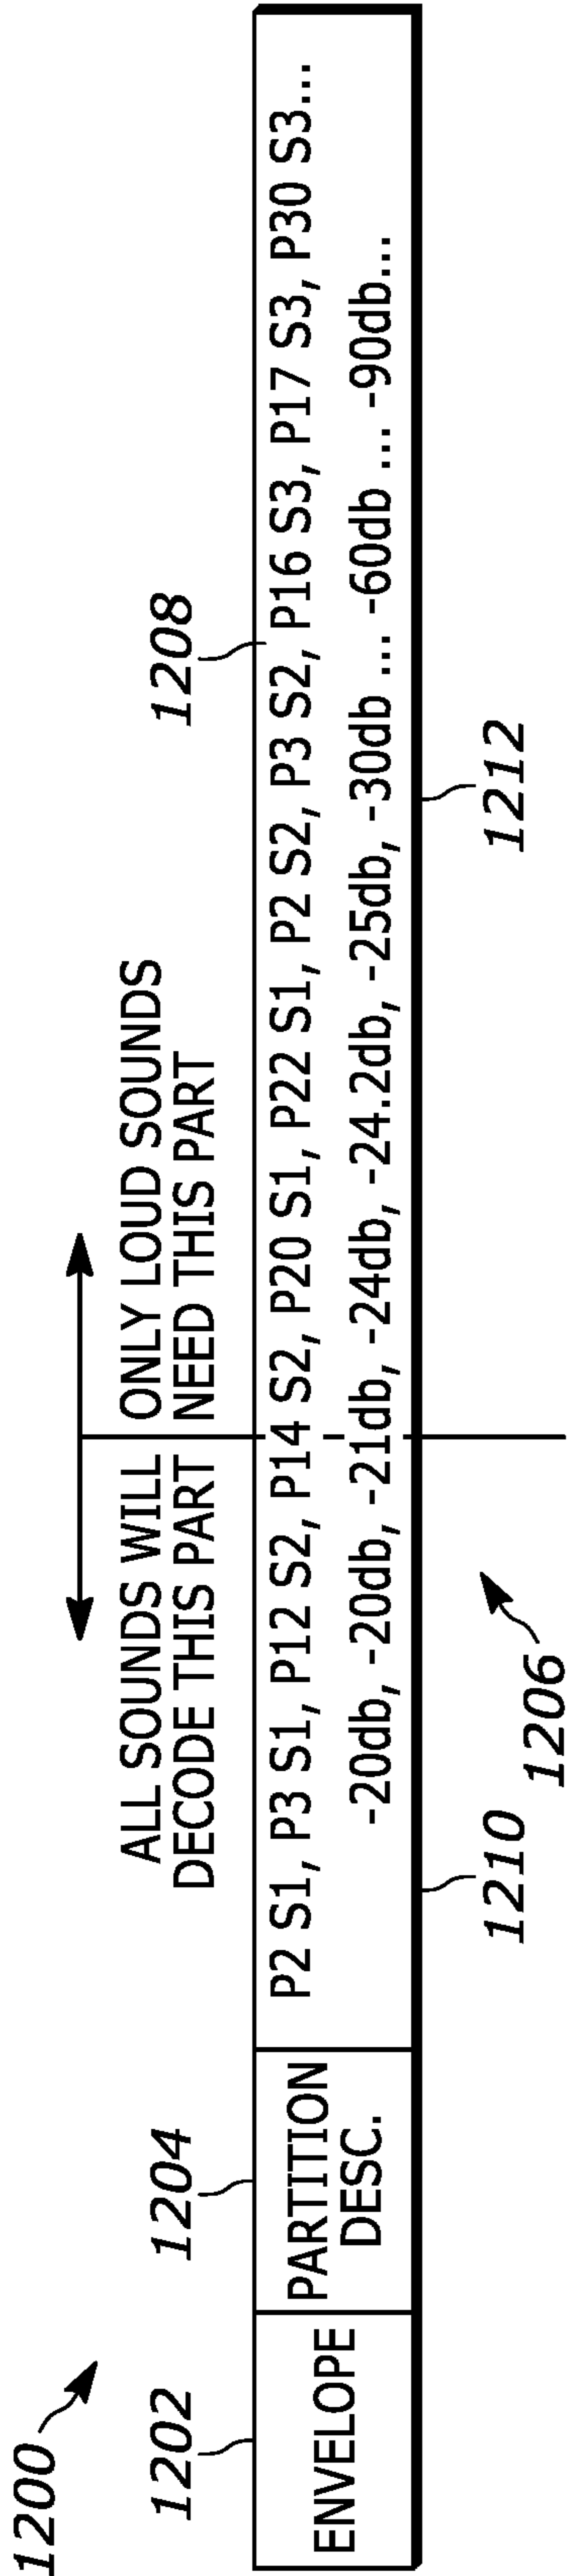 1200
ALL SOUNDS WILL
DECODE THIS PART
ONLY LOUD SOUNDS
NEED THIS PART
1202
1204
1208
ENVELOPE
PARTITION
DESC.
P2 S1, P3 S1, P12 S2, P14 S2, P20 S1, P22 S1, P2 S2, P3 S2, P16 S3, P17 S3, P30 S3...
-20db, -20db, -21db, -24db, -24.2db, -25db, -30db ... -60db ... -90db...
1210
1206
1212